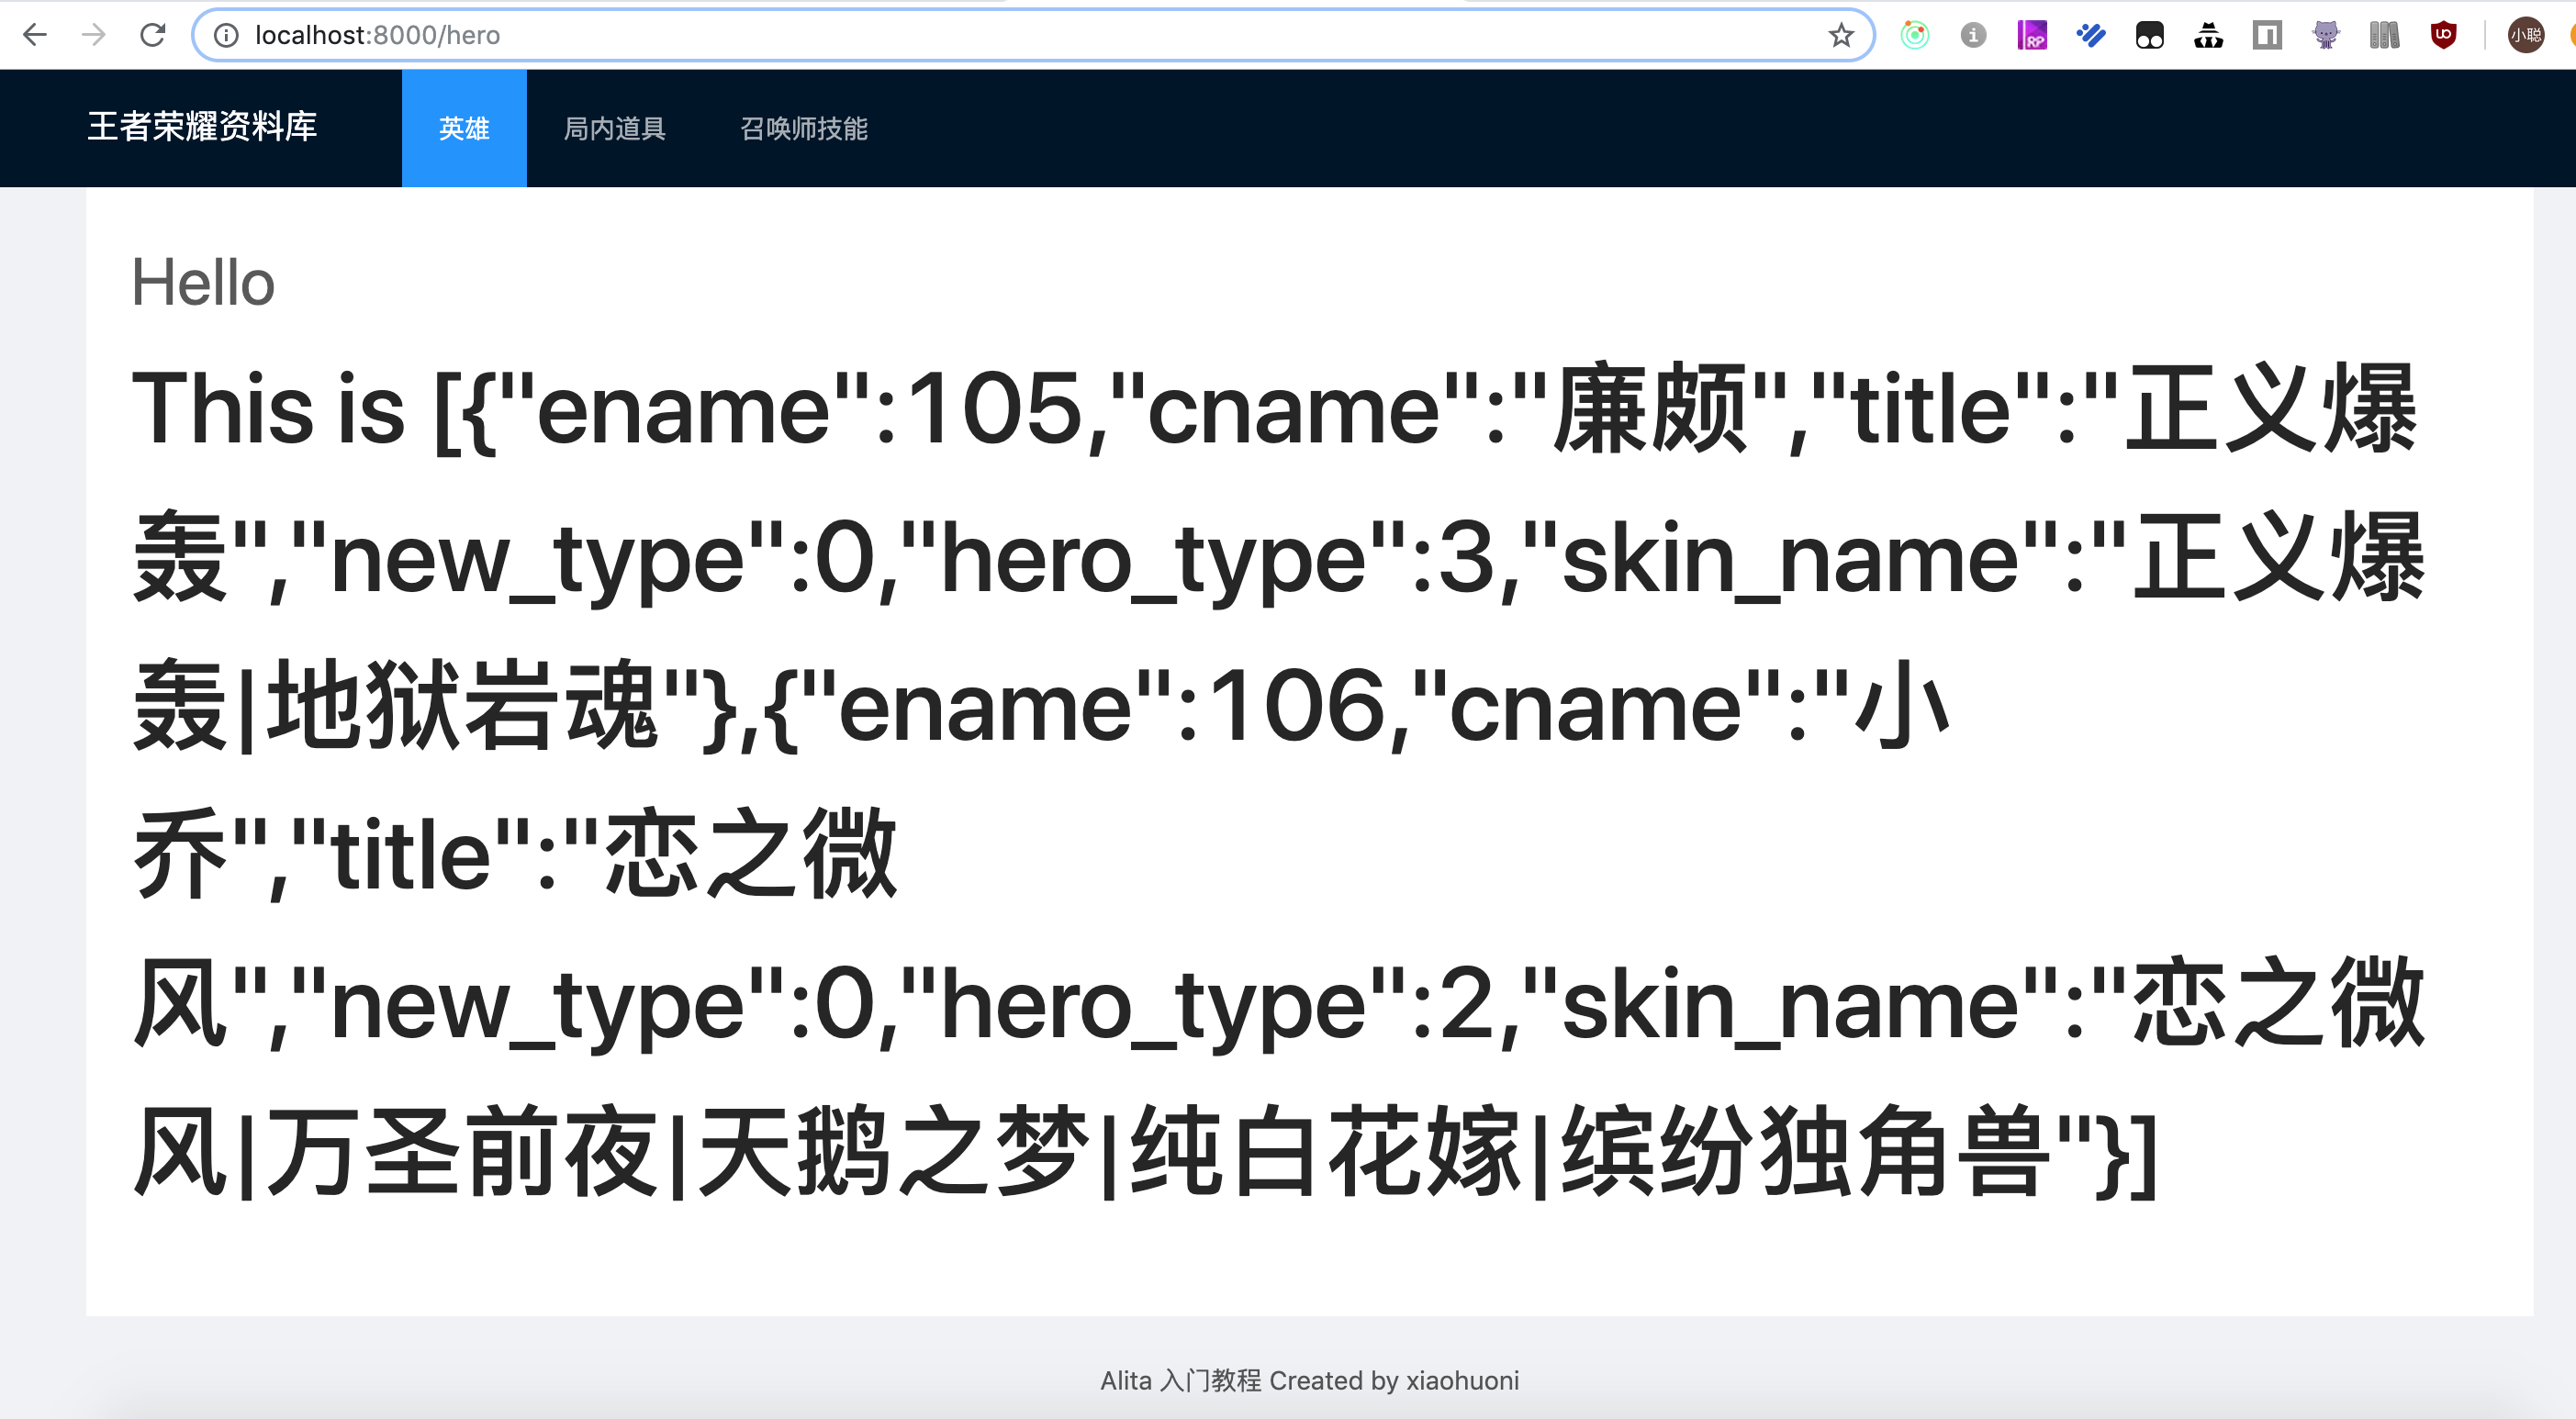 localhost:8000/hero
小聪
王者荣耀资料库 英雄 局内道具 召唤师技能
Hello
This is [{"ename":105,"cname":"廉颇","title":"正义爆
轰","new_type":0,"hero_type":3,"skin_name":"正义爆
轰|地狱岩魂"},{"ename":106,"cname":"小
乔","title":"恋之微
风","new_type":0,"hero_type":2,"skin_name":"恋之微
风|万圣前夜|天鹅之梦|纯白花嫁|缤纷独角兽"}]
Alita 入门教程 Created by xiaohuoni